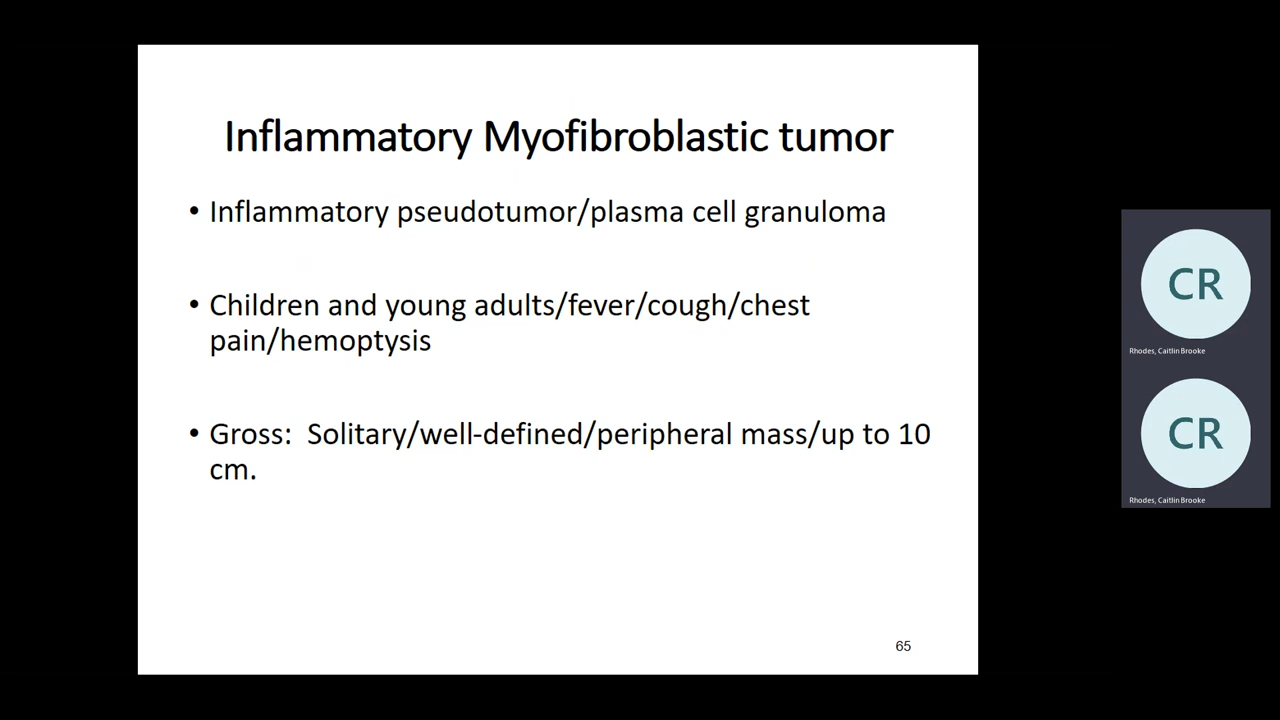 Inflammatory Myofibroblastic tumor
• Inflammatory pseudotumor/plasma cell granuloma
• Children and young adults/fever/cough/chest
pain/hemoptysis
• Gross:  Solitary/well-defined/peripheral mass/up to 10
cm.
65
CR
Rhodes, Caitlin Brooke
CR
Rhodes, Caitlin Brooke